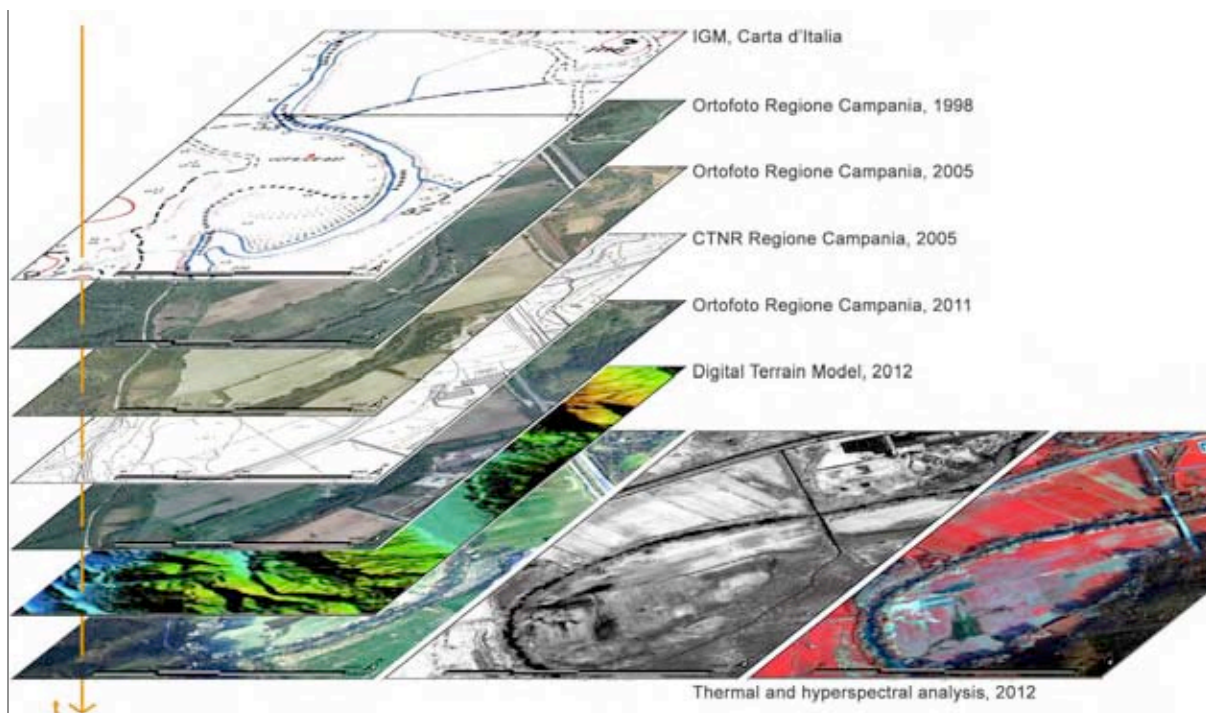 IGM, Carta d'Italia
Ortofoto Regione Campania, 1998
Ortofoto Regione Campania, 2005
CTNR Regione Campania, 2005
Ortofoto Regione Campania, 2011
Digital Terrain Model, 2012
Thermal and hyperspectral analysis, 2012
t